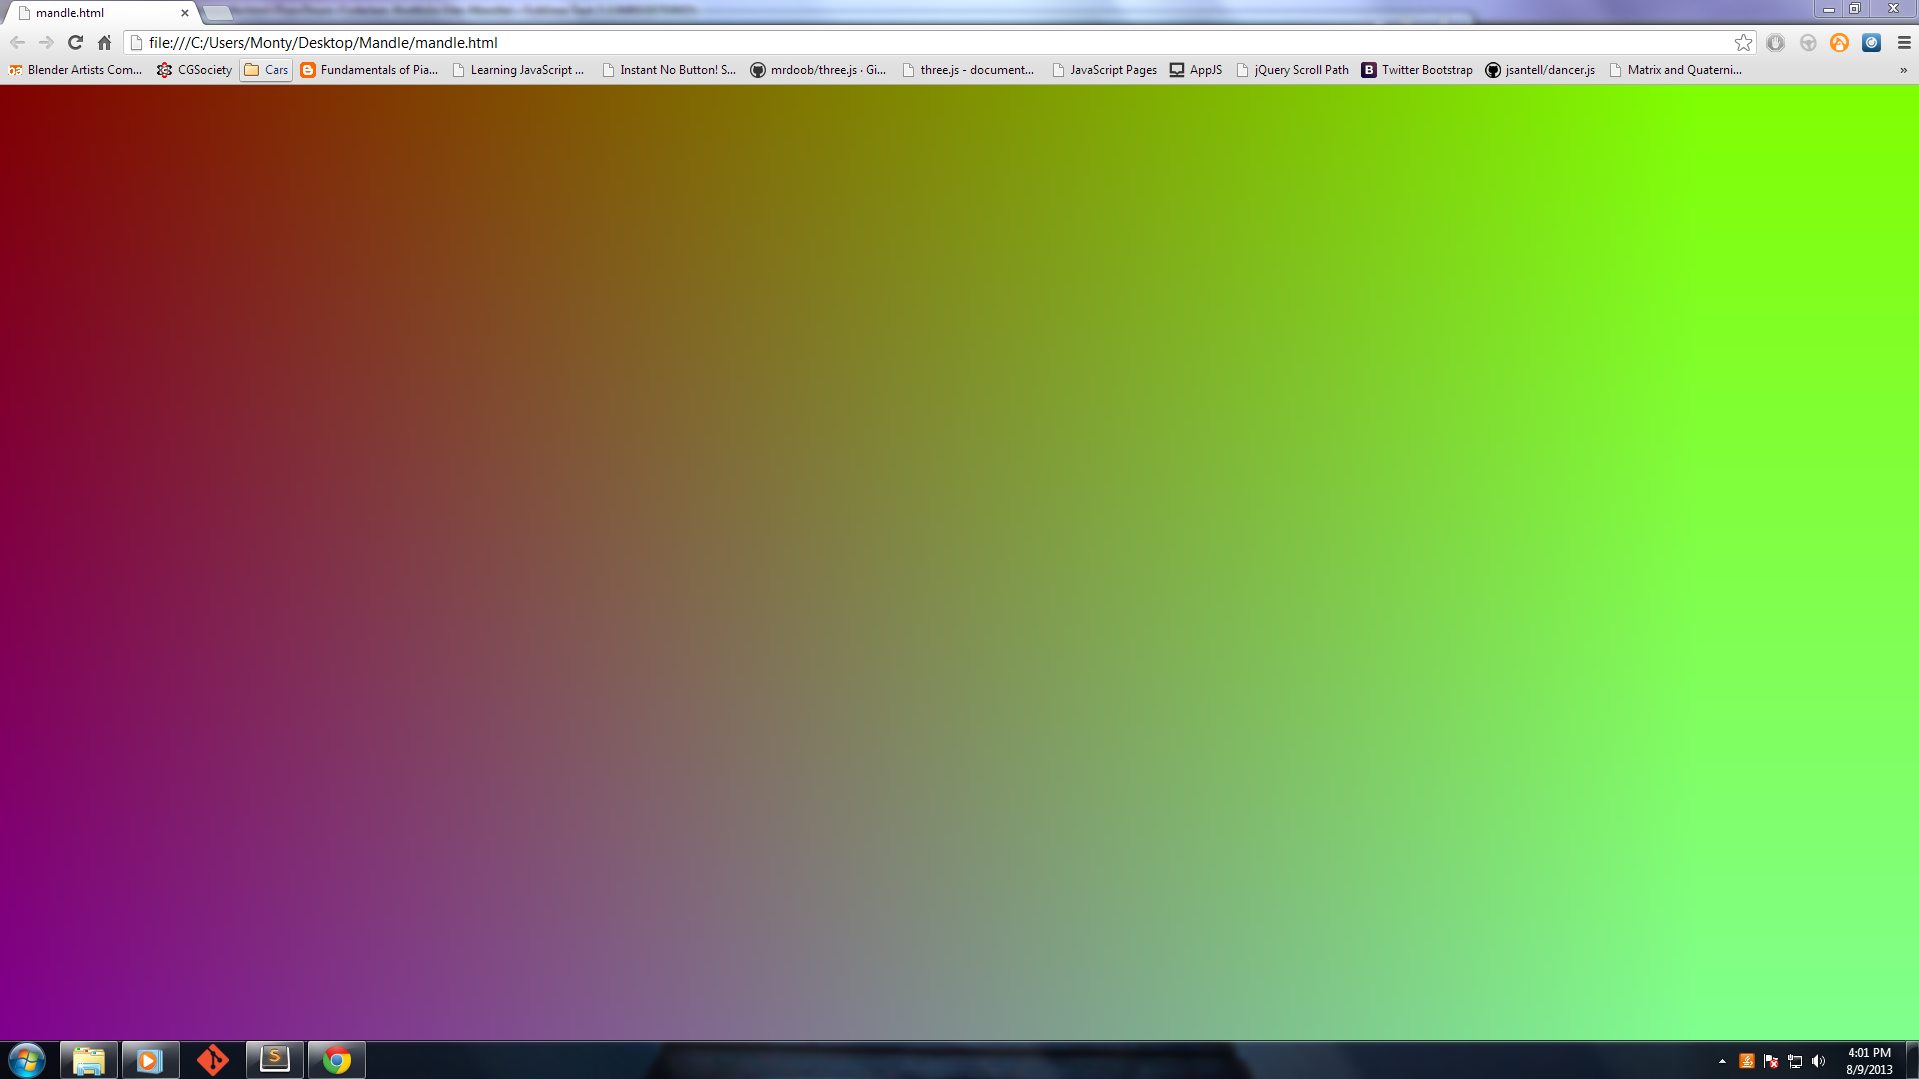 mandle.html
file:///C:/Users/Monty/Desktop/Mandle/mandle.html
Blender Artists Com... CGSociety Cars Fundamentals of Pia... Learning JavaScript ... Instant No Button! S... mrdoob/three.js · Gi... three.js - document... JavaScript Pages AppJS jQuery Scroll Path B Twitter Bootstrap jsantell/dancer.js Matrix and Quaterni... »
4:01 PM
8/9/2013